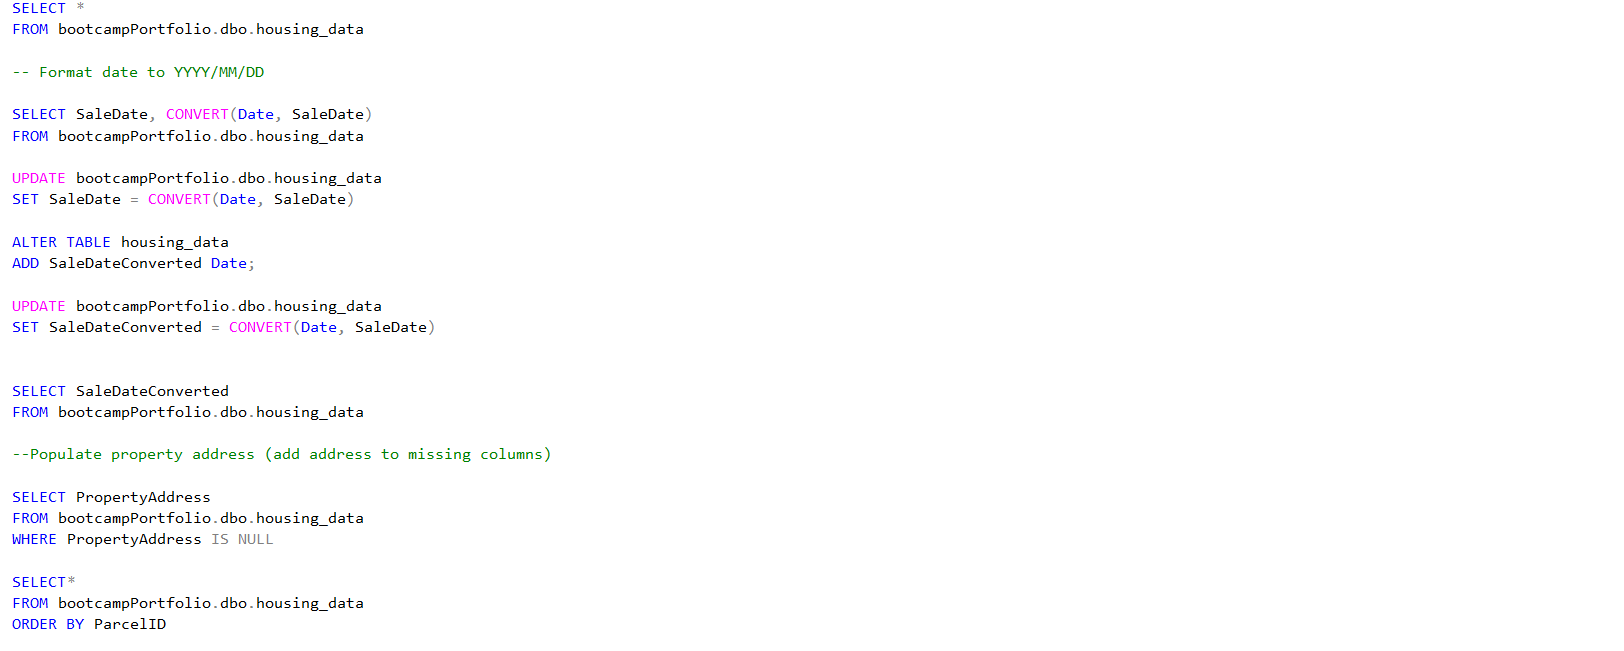 SELECT *
FROM bootcampPortfolio.dbo.housing_data
-- Format date to YYYY/MM/DD
SELECT SaleDate, CONVERT(Date, SaleDate)
FROM bootcampPortfolio.dbo.housing_data
UPDATE bootcampPortfolio.dbo.housing_data
SET SaleDate = CONVERT(Date, SaleDate)
ALTER TABLE housing_data
ADD SaleDateConverted Date;
UPDATE bootcampPortfolio.dbo.housing_data
SET SaleDateConverted = CONVERT(Date, SaleDate)
SELECT SaleDateConverted
FROM bootcampPortfolio.dbo.housing_data
--Populate property address (add address to missing columns)
SELECT PropertyAddress
FROM bootcampPortfolio.dbo.housing_data
WHERE PropertyAddress IS NULL
SELECT*
FROM bootcampPortfolio.dbo.housing_data
ORDER BY ParcelID